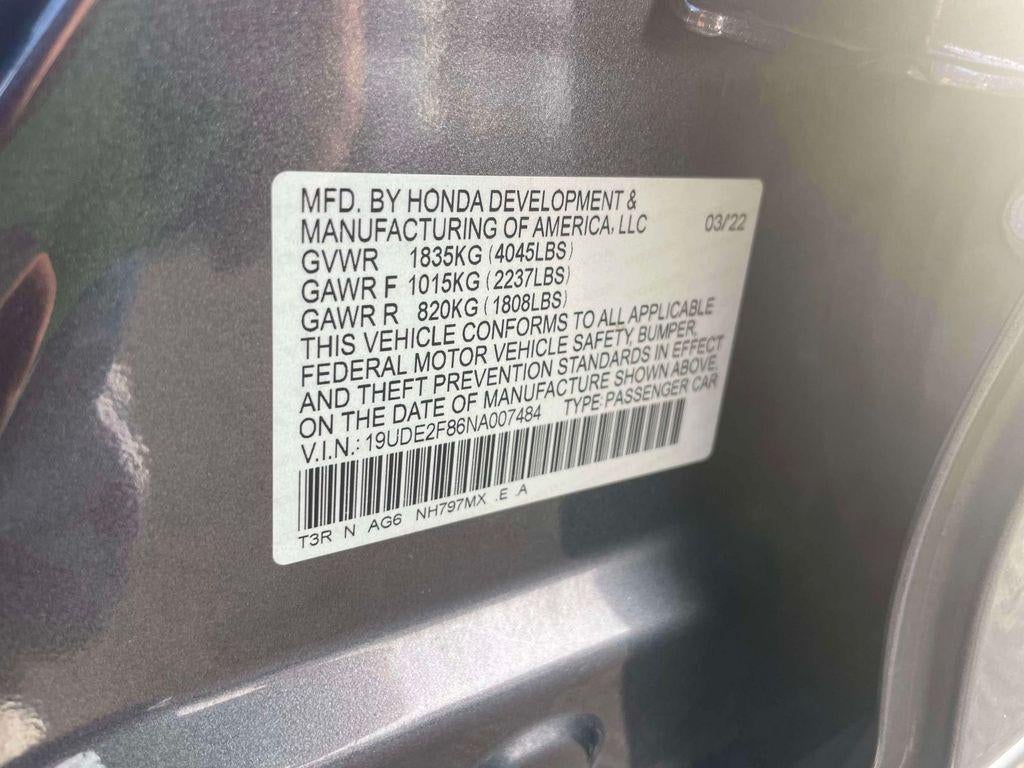 MFD. BY HONDA DEVELOPMENT &
MANUFACTURING OF AMERICA, LLC 03/22
GVWR 1835KG (4045LBS)
GAWR F 1015KG (2237LBS)
GAWR R 820KG (1808LBS)
THIS VEHICLE CONFORMS TO ALL APPLICABLE
FEDERAL MOTOR VEHICLE SAFETY, BUMPER,
AND THEFT PREVENTION STANDARDS IN EFFECT
ON THE DATE OF MANUFACTURE SHOWN ABOVE.
V.I.N.: 19UDE2F86NA007484 TYPE:PASSENGER CAR
T3R N AG6 NH797MX .E .A